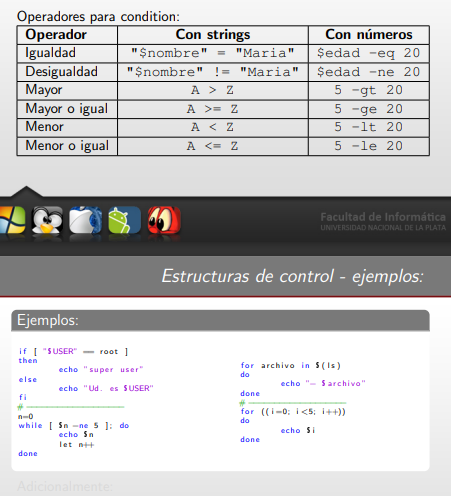 Operadores para condition:
Operador Con strings Con números
Igualdad "$nombre" = "Maria" $edad -eq 20
Desigualdad "$nombre" != "Maria" $edad -ne 20
Mayor A > Z 5 -gt 20
Mayor o igual A >= Z 5 -ge 20
Menor A < Z 5 -lt 20
Menor o igual A <= Z 5 -le 20
Facultad de Informática
UNIVERSIDAD NACIONAL DE LA PLATA
Estructuras de control - ejemplos:
Ejemplos:
if [ "$USER" == root ]
then
echo "super user"
else
echo "Ud. es $USER"
fi
# ---------------------
n=0
while [ $n -ne 5 ]; do
echo $n
let n++
done
for archivo in $(ls)
do
echo "- $archivo"
done
# ---------------------
for ((i=0; i<5; i++))
do
echo $i
done
Adicionalmente: